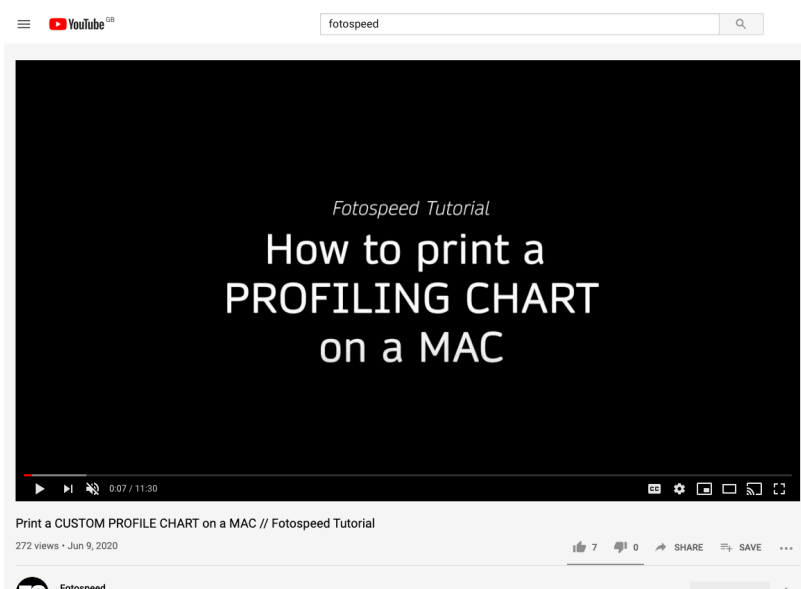 YouTube GB
fotospeed
Fotospeed Tutorial
How to print a
PROFILING CHART
on a MAC
0:07 / 11:30
CC
Print a CUSTOM PROFILE CHART on a MAC // Fotospeed Tutorial
272 views • Jun 9, 2020
7 0 SHARE SAVE
Fotospeed